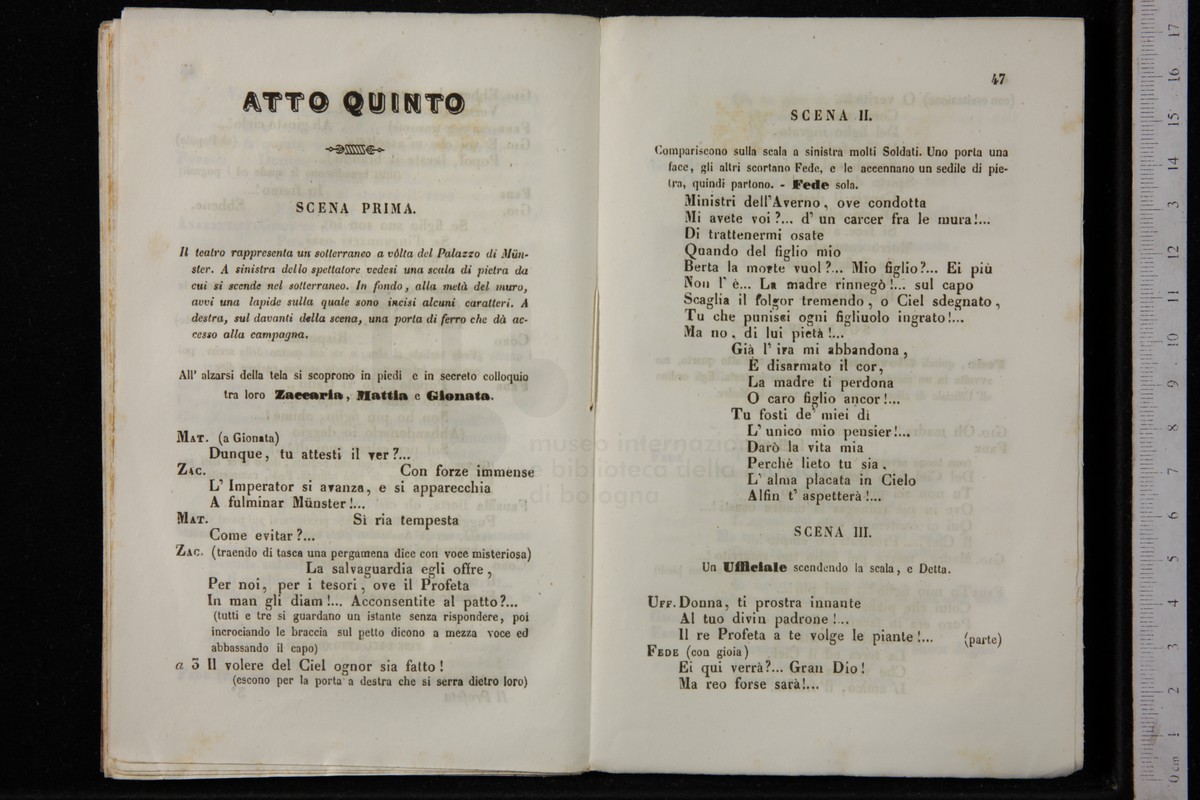 ATTO QUINTO
SCENA PRIMA.
Il teatro rappresenta un sotterraneo a vôlta del Palazzo di Mün-
ster. A sinistra dello spettatore vedesi una scala di pietra da
cui si scende nel sotterraneo. In fondo, alla metà del muro,
avvi una lapide sulla quale sono incisi alcuni caratteri. A
destra, sul davanti della scena, una porta di ferro che dà ac-
cesso alla campagna.
All' alzarsi della tela si scoprono in piedi e in secreto colloquio
tra loro Zaccaria, Mattia e Gionata.
MAT. (a Gionata)
Dunque, tu attesti il ver?...
ZAC. Con forze immense
L' Imperator si avanza, e si apparecchia
A fulminar Münster!...
MAT. Sì ria tempesta
Come evitar?...
ZAC. (traendo di tasca una pergamena dice con voce misteriosa)
La salvaguardia egli offre,
Per noi, per i tesori, ove il Profeta
In man gli diam!... Acconsentite al patto?...
(tutti e tre si guardano un istante senza rispondere, poi
incrociando le braccia sul petto dicono a mezza voce ed
abbassando il capo)
a 3 Il volere del Ciel ognor sia fatto!
(escono per la porta a destra che si serra dietro loro)
47
SCENA II.
Compariscono sulla scala a sinistra molti Soldati. Uno porta una
face, gli altri scortano Fede, e le accennano un sedile di pie-
tra, quindi partono. - Fede sola.
Ministri dell'Averno, ove condotta
Mi avete voi?... d' un carcer fra le mura!...
Di trattenermi osate
Quando del figlio mio
Berta la morte vuol?... Mio figlio?... Ei più
Non l' è... La madre rinnegò!... sul capo
Scaglia il folgor tremendo, o Ciel sdegnato,
Tu che punisci ogni figliuolo ingrato!...
Ma no, di lui pietà!...
Già l' ira mi abbandona,
E disarmato il cor,
La madre ti perdona
O caro figlio ancor!...
Tu fosti de' miei dì
L' unico mio pensier!...
Darò la vita mia
Perchè lieto tu sia,
L' alma placata in Cielo
Alfin t' aspetterà!...
SCENA III.
Un Ufficiale scendendo la scala, e Detta.
UFF. Donna, ti prostra innante
Al tuo divin padrone!...
Il re Profeta a te volge le piante!... (parte)
FEDE (con gioia)
Ei qui verrà?... Gran Dio!
Ma reo forse sarà!...
museo internazionale
e biblioteca della
di bologna